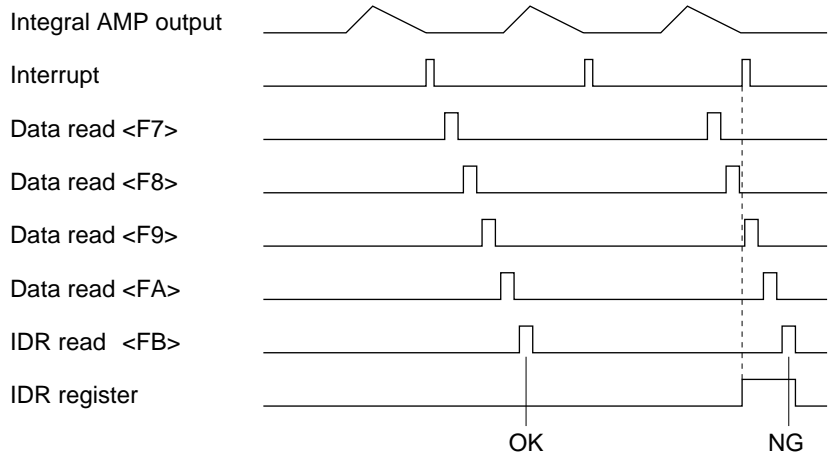 Integral AMP output
Interrupt
Data read <F7>
Data read <F8>
Data read <F9>
Data read <FA>
IDR read <FB>
IDR register
OK NG